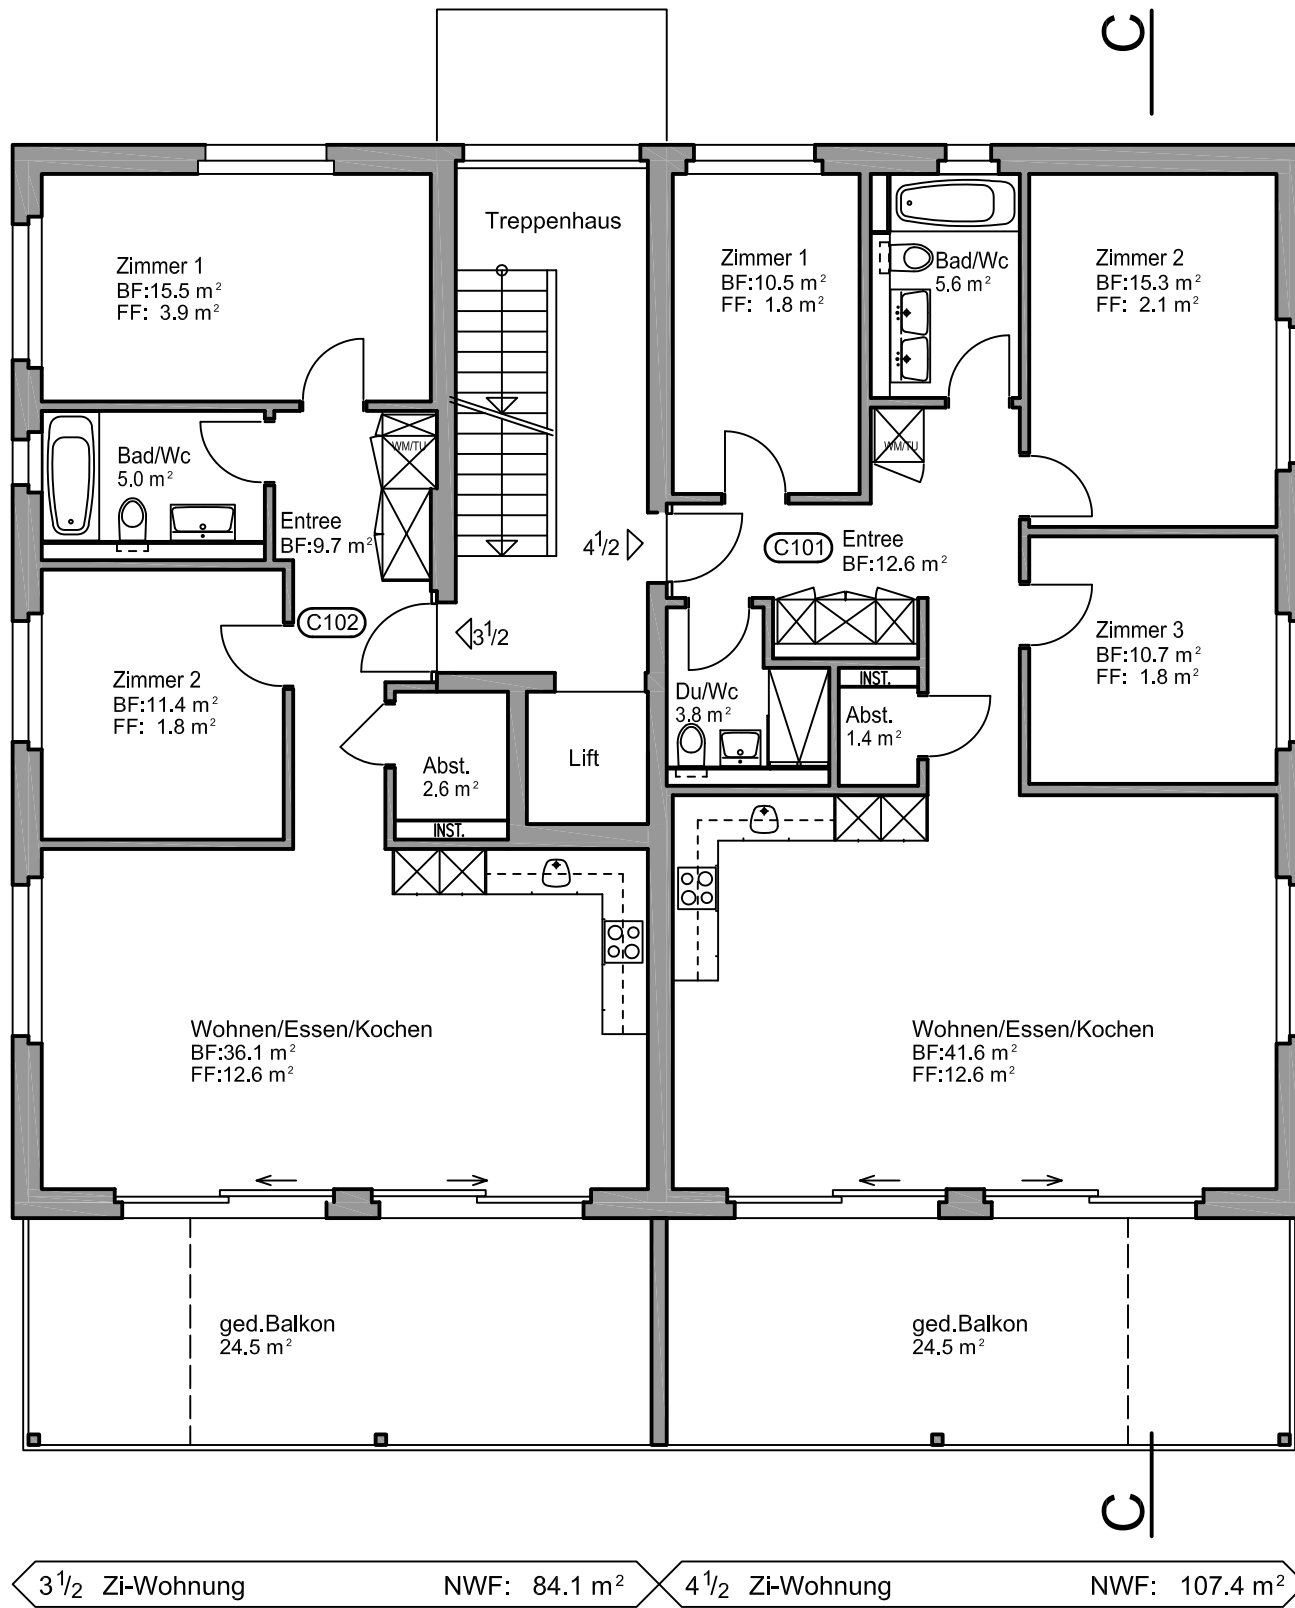 C
Treppenhaus
Zimmer 1
BF:15.5 m²
FF: 3.9 m²
Zimmer 1
BF:10.5 m²
FF: 1.8 m²
Bad/Wc
5.6 m²
Zimmer 2
BF:15.3 m²
FF: 2.1 m²
WM/TU
WM/TU
Bad/Wc
5.0 m²
Entree
BF:9.7 m²
4 1/2
C101
Entree
BF:12.6 m²
C102
3 1/2
Zimmer 3
BF:10.7 m²
FF: 1.8 m²
Zimmer 2
BF:11.4 m²
FF: 1.8 m²
Du/Wc
3.8 m²
INST.
Abst.
1.4 m²
Lift
Abst.
2.6 m²
INST.
Wohnen/Essen/Kochen
BF:36.1 m²
FF:12.6 m²
Wohnen/Essen/Kochen
BF:41.6 m²
FF:12.6 m²
ged.Balkon
24.5 m²
ged.Balkon
24.5 m²
C
3 1/2 Zi-Wohnung NWF: 84.1 m²
4 1/2 Zi-Wohnung NWF: 107.4 m²